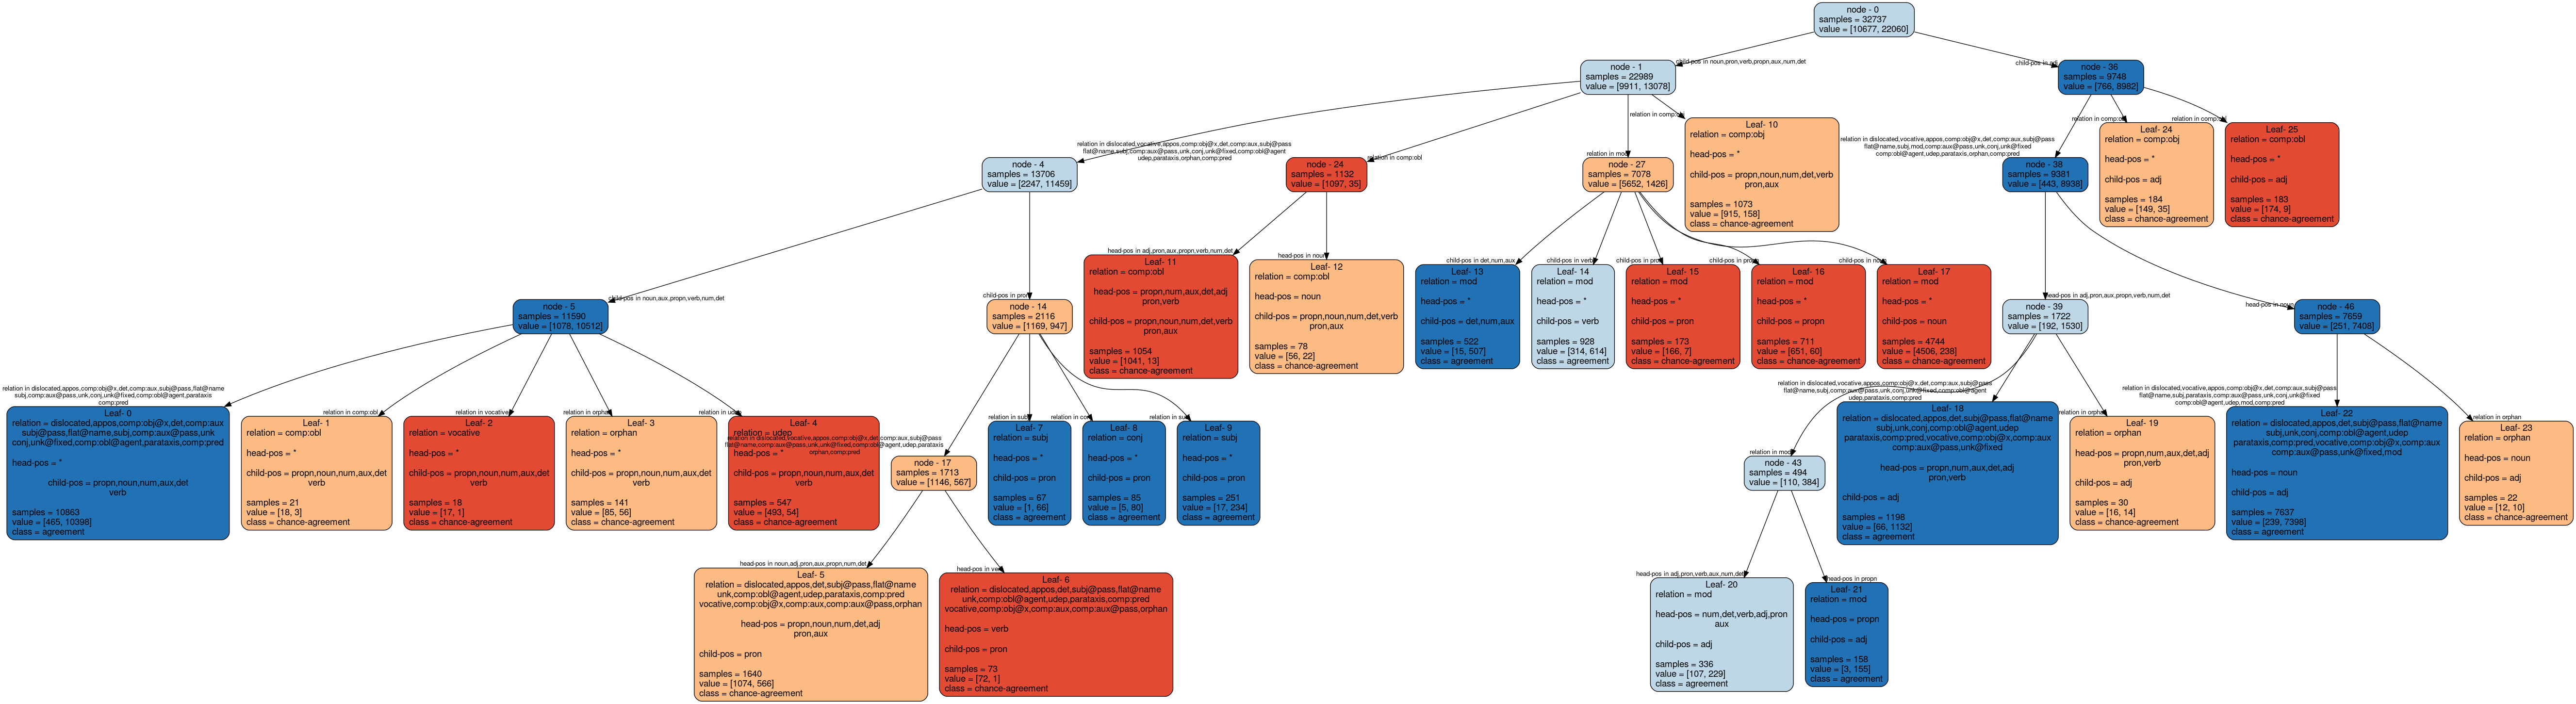 node - 0
samples = 32737
value = [10677, 22060]
child-pos in noun,pron,verb,propn,aux,num,det
node - 1
samples = 22989
value = [9911, 13078]
child-pos in adj
node - 36
samples = 9748
value = [766, 8982]
relation in dislocated,vocative,appos,comp:obj@x,det,comp:aux,subj@pass
flat@name,subj,comp:aux@pass,unk,conj,unk@fixed,comp:obl@agent
udep,parataxis,orphan,comp:pred
node - 4
samples = 13706
value = [2247, 11459]
relation in comp:obl
node - 24
samples = 1132
value = [1097, 35]
relation in mod
node - 27
samples = 7078
value = [5652, 1426]
relation in comp:obj
Leaf- 10
relation = comp:obj
head-pos = *
child-pos = propn,noun,num,det,verb
pron,aux
samples = 1073
value = [915, 158]
class = chance-agreement
relation in dislocated,vocative,appos,comp:obj@x,det,comp:aux,subj@pass
flat@name,subj,mod,comp:aux@pass,unk,conj,unk@fixed
comp:obl@agent,udep,parataxis,orphan,comp:pred
node - 38
samples = 9381
value = [443, 8938]
relation in comp:obj
Leaf- 24
relation = comp:obj
head-pos = *
child-pos = adj
samples = 184
value = [149, 35]
class = chance-agreement
Leaf- 25
relation = comp:obl
head-pos = *
child-pos = adj
samples = 183
value = [174, 9]
class = chance-agreement
child-pos in noun,aux,propn,verb,num,det
node - 5
samples = 11590
value = [1078, 10512]
child-pos in pron
node - 14
samples = 2116
value = [1169, 947]
head-pos in adj,pron,aux,propn,verb,num,det
Leaf- 11
relation = comp:obl
head-pos = propn,num,aux,det,adj
pron,verb
child-pos = propn,noun,num,det,verb
pron,aux
samples = 1054
value = [1041, 13]
class = chance-agreement
head-pos in noun
Leaf- 12
relation = comp:obl
head-pos = noun
child-pos = propn,noun,num,det,verb
pron,aux
samples = 78
value = [56, 22]
class = chance-agreement
child-pos in det,num,aux
Leaf- 13
relation = mod
head-pos = *
child-pos = det,num,aux
samples = 522
value = [15, 507]
class = agreement
child-pos in verb
Leaf- 14
relation = mod
head-pos = *
child-pos = verb
samples = 928
value = [314, 614]
class = agreement
child-pos in pron
Leaf- 15
relation = mod
head-pos = *
child-pos = pron
samples = 173
value = [166, 7]
class = chance-agreement
Leaf- 16
relation = mod
head-pos = *
child-pos = propn
samples = 711
value = [651, 60]
class = chance-agreement
child-pos in noun
Leaf- 17
relation = mod
head-pos = *
child-pos = noun
samples = 4744
value = [4506, 238]
class = chance-agreement
head-pos in adj,pron,aux,propn,verb,num,det
node - 39
samples = 1722
value = [192, 1530]
head-pos in noun
node - 46
samples = 7659
value = [251, 7408]
relation in dislocated,appos,comp:obj@x,det,comp:aux,subj@pass,flat@name
subj,comp:aux@pass,unk,conj,unk@fixed,comp:obl@agent,parataxis
comp:pred
Leaf- 0
relation = dislocated,appos,comp:obj@x,det,comp:aux
subj@pass,flat@name,subj,comp:aux@pass,unk
conj,unk@fixed,comp:obl@agent,parataxis,comp:pred
head-pos = *
child-pos = propn,noun,num,aux,det
verb
samples = 10863
value = [465, 10398]
class = agreement
relation in comp:obl
Leaf- 1
relation = comp:obl
head-pos = *
child-pos = propn,noun,num,aux,det
verb
samples = 21
value = [18, 3]
class = chance-agreement
relation in vocative
Leaf- 2
relation = vocative
head-pos = *
child-pos = propn,noun,num,aux,det
verb
samples = 18
value = [17, 1]
class = chance-agreement
relation in orphan
Leaf- 3
relation = orphan
head-pos = *
child-pos = propn,noun,num,aux,det
verb
samples = 141
value = [85, 56]
class = chance-agreement
relation in udep
Leaf- 4
relation = udep
head-pos = *
child-pos = propn,noun,num,aux,det
verb
samples = 547
value = [493, 54]
class = chance-agreement
relation in dislocated,vocative,appos,comp:obj@x,det,comp:aux,subj@pass
flat@name,comp:aux@pass,unk,unk@fixed,comp:obl@agent,udep,parataxis
orphan,comp:pred
node - 17
samples = 1713
value = [1146, 567]
Leaf- 7
relation = subj
head-pos = *
child-pos = pron
samples = 67
value = [1, 66]
class = agreement
Leaf- 8
relation = conj
head-pos = *
child-pos = pron
samples = 85
value = [5, 80]
class = agreement
Leaf- 9
relation = subj
head-pos = *
child-pos = pron
samples = 251
value = [17, 234]
class = agreement
relation in mod
node - 43
samples = 494
value = [110, 384]
relation in dislocated,vocative,appos,comp:obj@x,det,comp:aux,subj@pass
flat@name,subj,comp:aux@pass,unk,conj,unk@fixed,comp:obl@agent
udep,parataxis,comp:pred
Leaf- 18
relation = dislocated,appos,det,subj@pass,flat@name
subj,unk,conj,comp:obl@agent,udep
parataxis,comp:pred,vocative,comp:obj@x,comp:aux
comp:aux@pass,unk@fixed
head-pos = propn,num,aux,det,adj
pron,verb
child-pos = adj
samples = 1198
value = [66, 1132]
class = agreement
relation in orphan
Leaf- 19
relation = orphan
head-pos = propn,num,aux,det,adj
pron,verb
child-pos = adj
samples = 30
value = [16, 14]
class = chance-agreement
relation in dislocated,vocative,appos,comp:obj@x,det,comp:aux,subj@pass
flat@name,subj,parataxis,comp:aux@pass,unk,conj,unk@fixed
comp:obl@agent,udep,mod,comp:pred
Leaf- 22
relation = dislocated,appos,det,subj@pass,flat@name
subj,unk,conj,comp:obl@agent,udep
parataxis,comp:pred,vocative,comp:obj@x,comp:aux
comp:aux@pass,unk@fixed,mod
head-pos = noun
child-pos = adj
samples = 7637
value = [239, 7398]
class = agreement
relation in orphan
Leaf- 23
relation = orphan
head-pos = noun
child-pos = adj
samples = 22
value = [12, 10]
class = chance-agreement
head-pos in noun,adj,pron,aux,propn,num,det
Leaf- 5
relation = dislocated,appos,det,subj@pass,flat@name
unk,comp:obl@agent,udep,parataxis,comp:pred
vocative,comp:obj@x,comp:aux,comp:aux@pass,orphan
head-pos = propn,noun,num,det,adj
pron,aux
child-pos = pron
samples = 1640
value = [1074, 566]
class = chance-agreement
Leaf- 6
relation = dislocated,appos,det,subj@pass,flat@name
unk,comp:obl@agent,udep,parataxis,comp:pred
vocative,comp:obj@x,comp:aux,comp:aux@pass,orphan
head-pos = verb
child-pos = pron
samples = 73
value = [72, 1]
class = chance-agreement
head-pos in adj,pron,verb,aux,num,det
Leaf- 20
relation = mod
head-pos = num,det,verb,adj,pron
aux
child-pos = adj
samples = 336
value = [107, 229]
class = agreement
head-pos in propn
Leaf- 21
relation = mod
head-pos = propn
child-pos = adj
samples = 158
value = [3, 155]
class = agreement